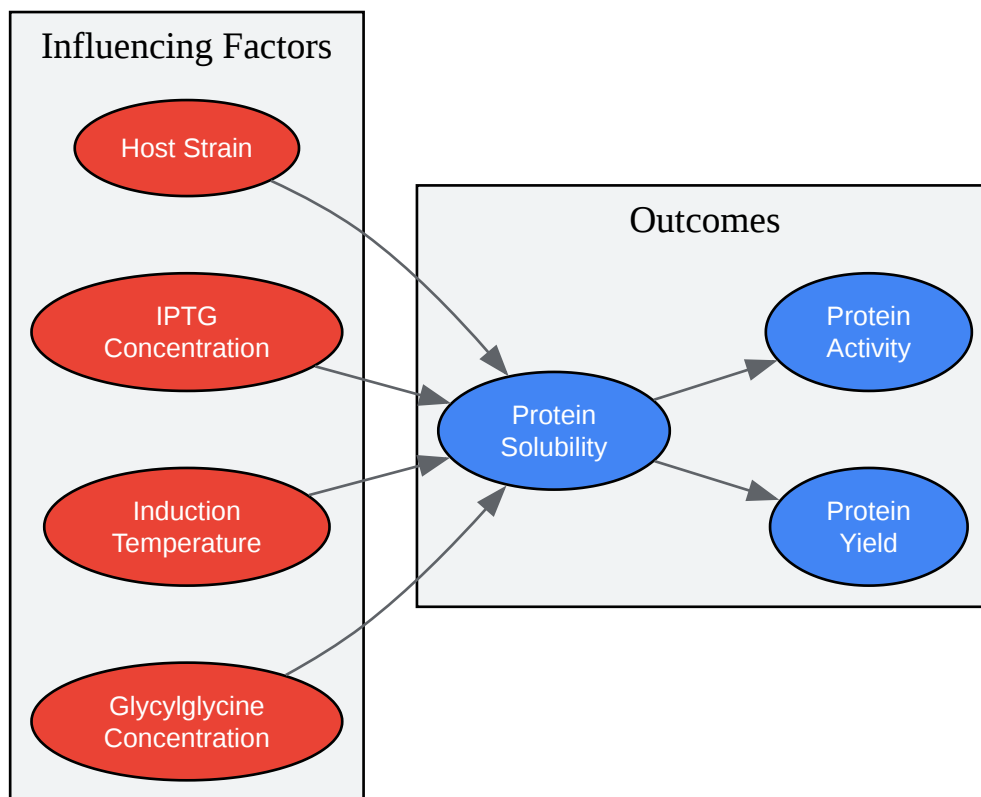 Influencing Factors
Host Strain
IPTG
Concentration
Induction
Temperature
Glycylglycine
Concentration
Outcomes
Protein
Solubility
Protein
Activity
Protein
Yield